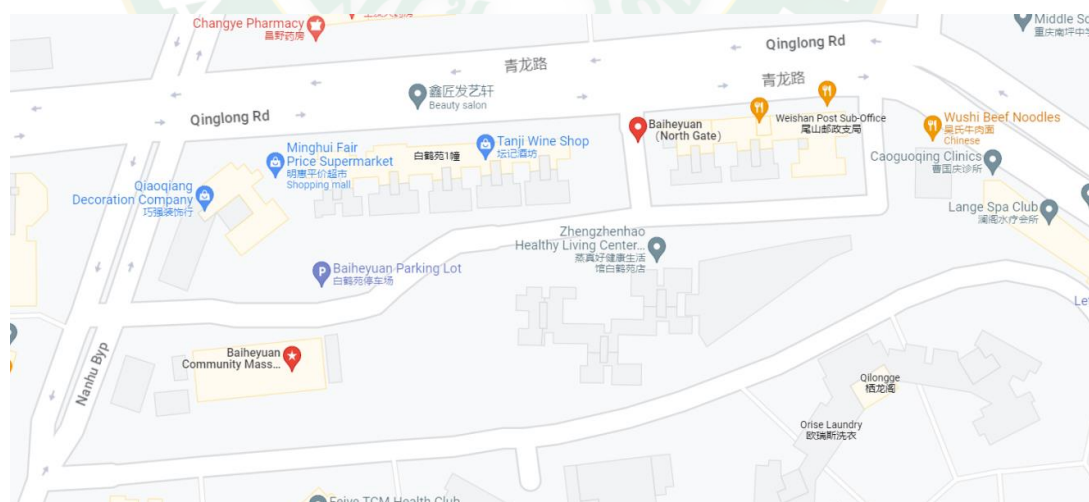 Changye Pharmacy
昌野药房
Middle Sc
重庆南坪中学
Qinglong Rd
青龙路
青龙路
鑫匠发艺轩
Beauty salon
Qinglong Rd
Baiheyuan
(North Gate)
Weishan Post Sub-Office
尾山邮政支局
Wushi Beef Noodles
吴氏牛肉面
Chinese
Tanji Wine Shop
坛记酒坊
白鹤苑1幢
Minghui Fair
Price Supermarket
明惠平价超市
Shopping mall
Caoguoqing Clinics
曹国庆诊所
Qiaoqiang
Decoration Company
巧强装饰行
Lange Spa Club
澜阁水疗会所
Zhengzhenhao
Healthy Living Center...
蒸真好健康生活
馆白鹤苑店
P
Baiheyuan Parking Lot
白鹤苑停车场
Le
Baiheyuan
Community Mass...
Nanhu Byp
Qilongge
栖龙阁
Orise Laundry
欧瑞斯洗衣
Feiyo TCM Health Club